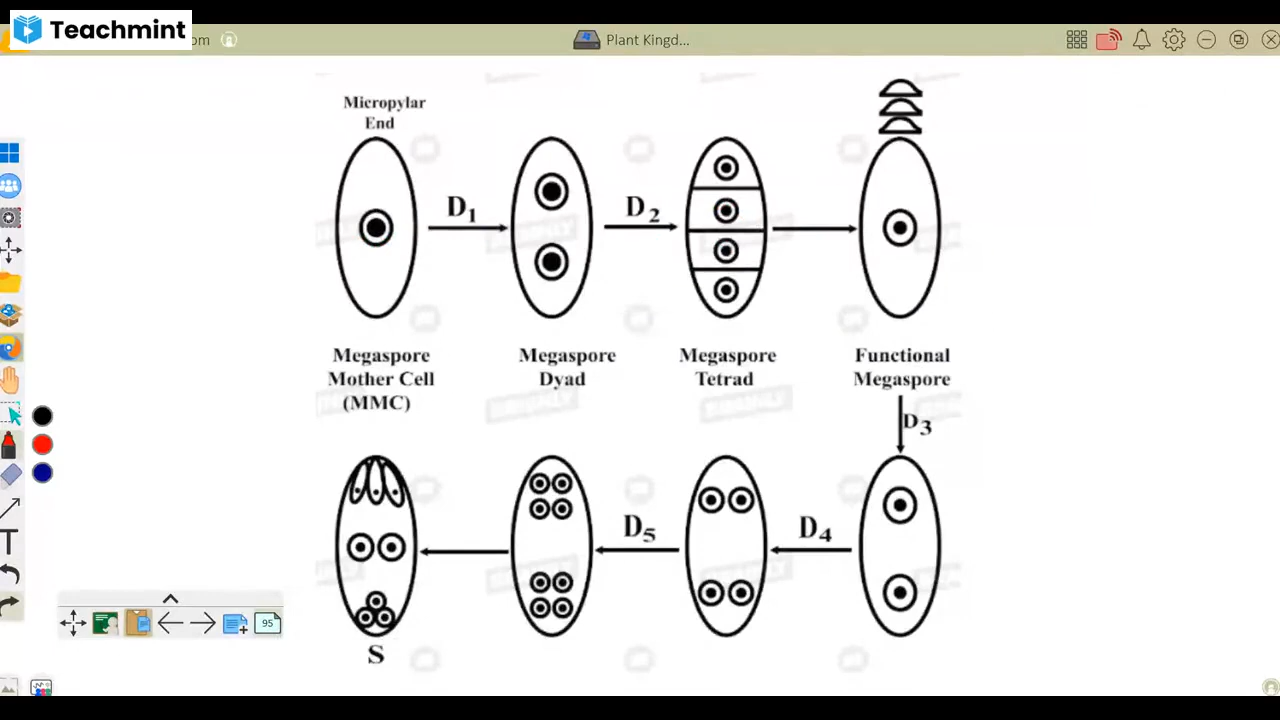 Teachmint
om
Plant Kingd...
Micropylar
End
D1
D2
Megaspore
Mother Cell
(MMC)
Megaspore
Dyad
Megaspore
Tetrad
Functional
Megaspore
D3
D4
D5
S
T
95